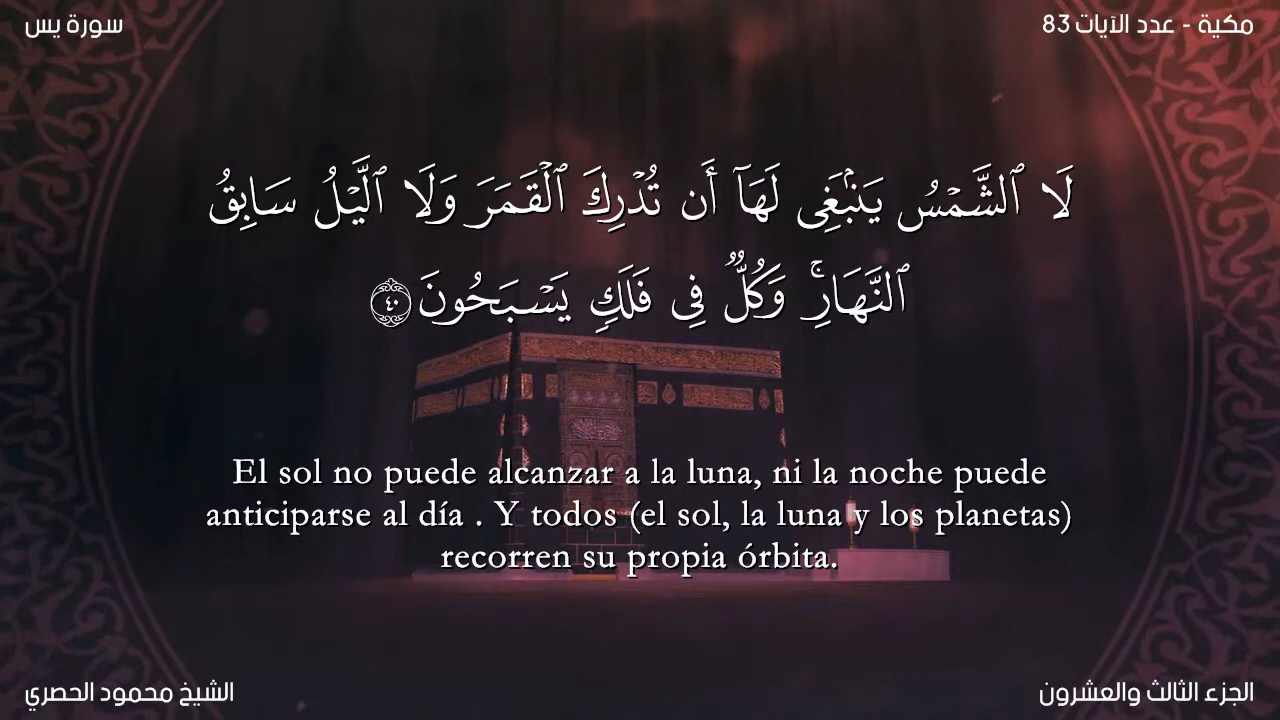 سورة يس
مكية - عدد الآيات 83
لَا ٱلشَّمْسُ يَنۢبَغِى لَهَآ أَن تُدْرِكَ ٱلْقَمَرَ وَلَا ٱلَّيْلُ سَابِقُ
ٱلنَّهَارِ ۚ وَكُلٌّ فِى فَلَكٍ يَسْبَحُونَ ٤٠
El sol no puede alcanzar a la luna, ni la noche puede
anticiparse al día . Y todos (el sol, la luna y los planetas)
recorren su propia órbita.
الشيخ محمود الحصري
الجزء الثالث والعشرون